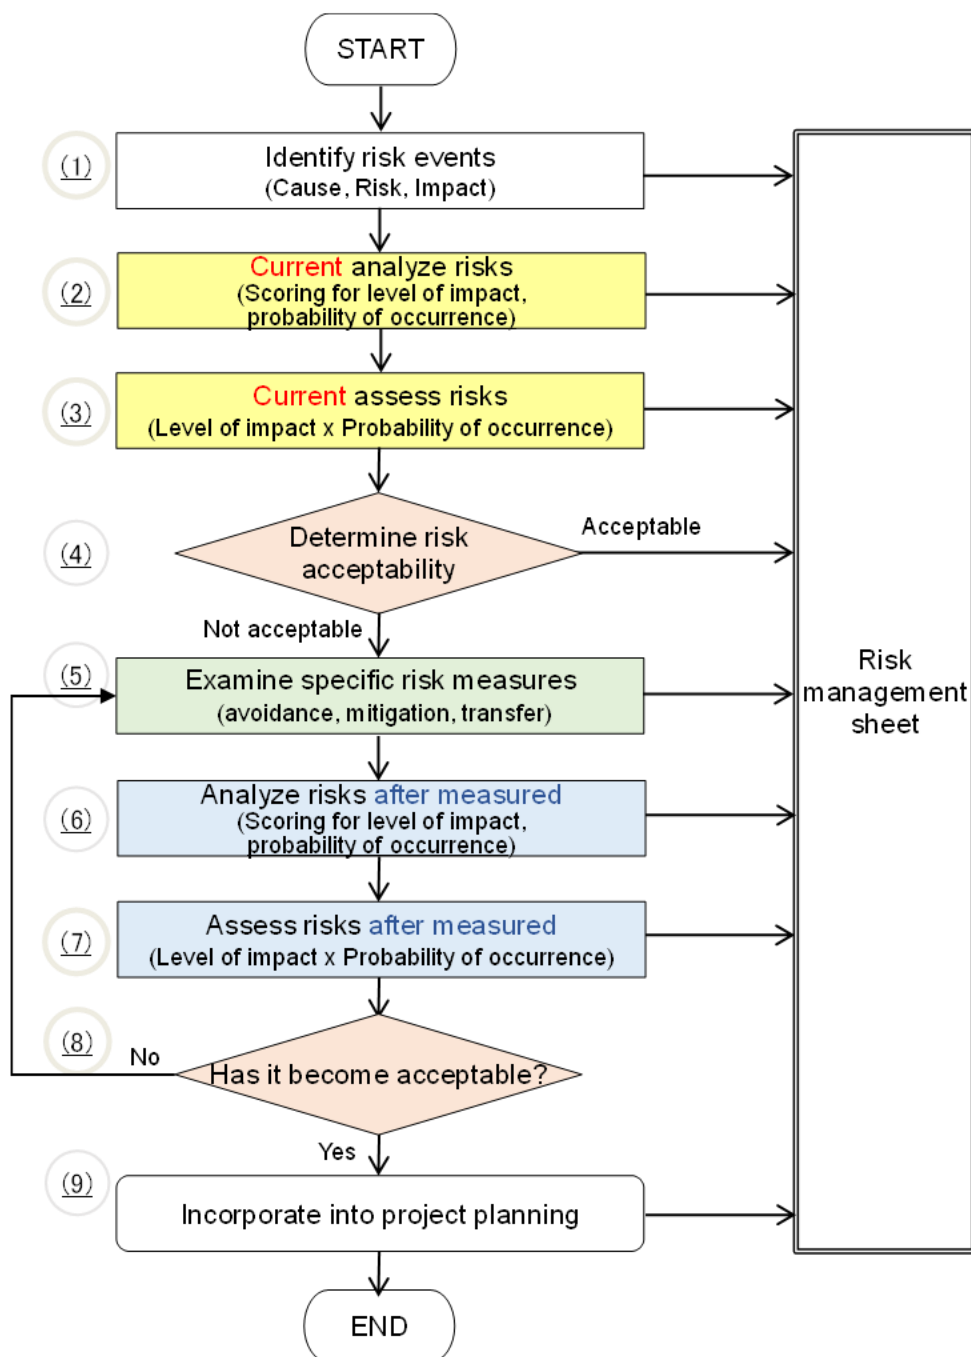 START
(1)
Identify risk events
(Cause, Risk, Impact)
(2)
Current analyze risks
(Scoring for level of impact,
probability of occurrence)
(3)
Current assess risks
(Level of impact x Probability of occurrence)
(4)
Determine risk
acceptability
Acceptable
Not acceptable
(5)
Examine specific risk measures
(avoidance, mitigation, transfer)
Risk
management
sheet
(6)
Analyze risks after measured
(Scoring for level of impact,
probability of occurrence)
(7)
Assess risks after measured
(Level of impact x Probability of occurrence)
(8)
No
Has it become acceptable?
Yes
(9)
Incorporate into project planning
END